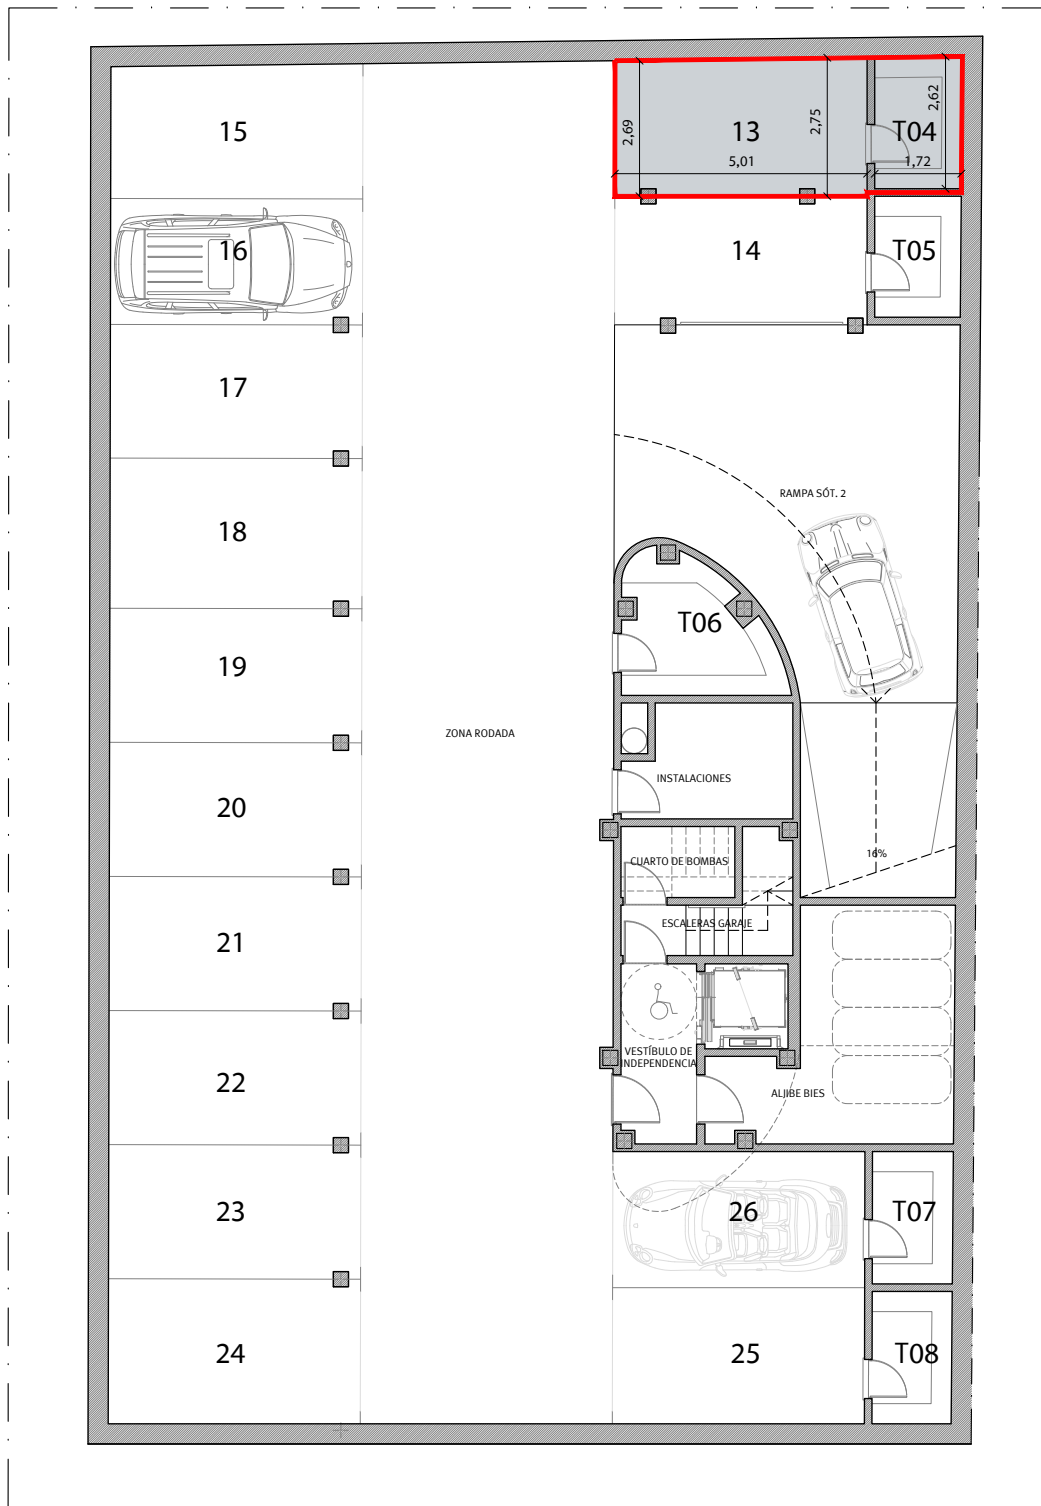 15
13
T04
2,69
2,75
2,62
5,01
1,72
16
14
T05
17
RAMPA SÓT. 2
18
T06
19
ZONA RODADA
INSTALACIONES
20
16%
CUARTO DE BOMBAS
ESCALERAS GARAJE
21
VESTÍBULO DE
INDEPENDENCIA
22
ALJIBE BIES
23
26
T07
24
25
T08